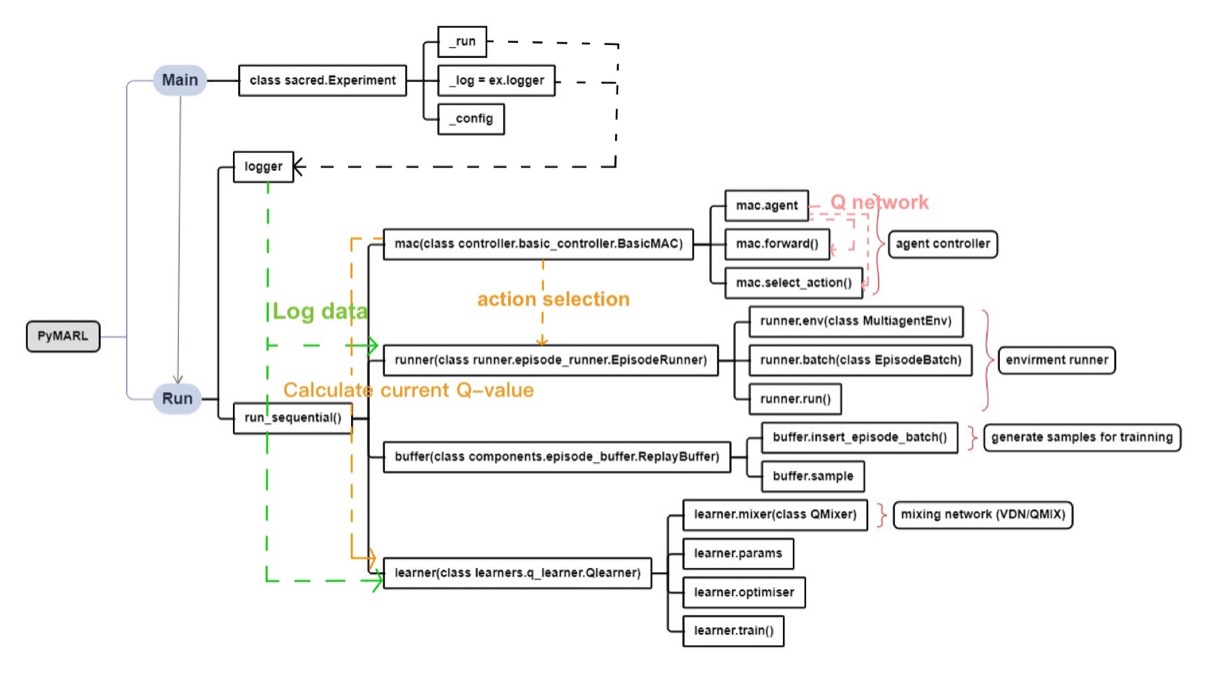 _run
Main
class sacred.Experiment
_log = ex.logger
_config
logger
mac.agent
Q network
mac(class controller.basic_controller.BasicMAC)
mac.forward()
agent controller
mac.select_action()
action selection
Log data
runner,env(class MultiagentEnv)
PyMARL
runner(class runner.episode_runner.EpisodeRunner)
runner.batch(class EpisodeBatch)
envirment runner
Calculate current Q-value
Run
runner.run()
run_sequential()
buffer.insert_episode_batch()
generate samples for trainning
buffer(class components.episode_buffer.ReplayBuffer)
buffer.sample
learner.mixer(class QMixer)
mixing network (VDN/QMIX)
learner.params
learner(class learners.q_learner.Qlearner)
learner.optimiser
learner.train()